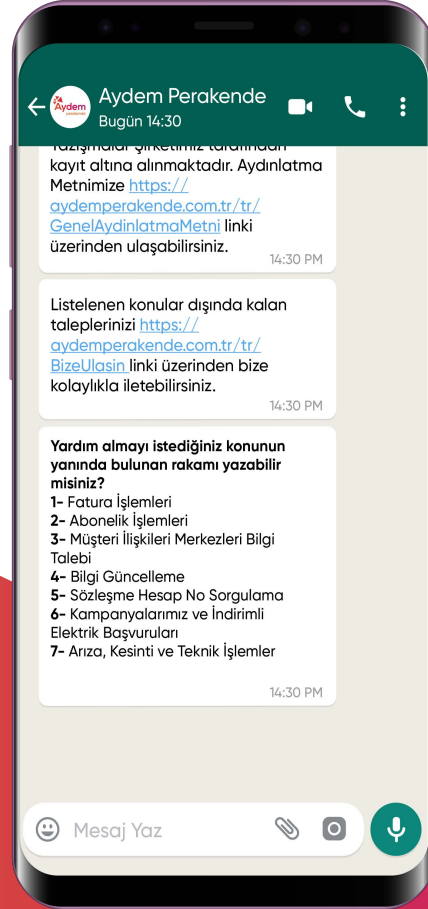 Aydem
Aydem Perakende
Bugün 14:30
Yazışmalar şirketimiz tarafından
kayıt altına alınmaktadır. Aydınlatma
Metnimize https://
aydemperakende.com.tr/tr/
GenelAydinlatmaMetni linki
üzerinden ulaşabilirsiniz.
14:30 PM
Listelenen konular dışında kalan
taleplerinizi https://
aydemperakende.com.tr/tr/
BizeUlasin linki üzerinden bize
kolaylıkla iletebilirsiniz.
14:30 PM
Yardım almayı istediğiniz konunun
yanında bulunan rakamı yazabilir
misiniz?
1- Fatura İşlemleri
2- Abonelik İşlemleri
3- Müşteri İlişkileri Merkezleri Bilgi
Talebi
4- Bilgi Güncelleme
5- Sözleşme Hesap No Sorgulama
6- Kampanyalarımız ve İndirimli
Elektrik Başvuruları
7- Arıza, Kesinti ve Teknik İşlemler
14:30 PM
Mesaj Yaz